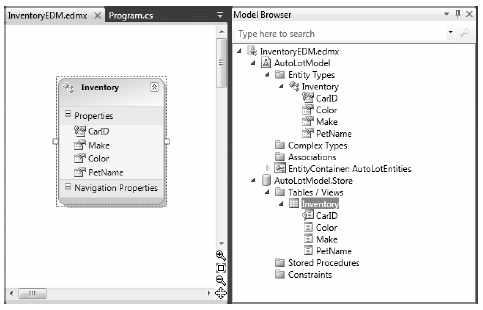 InventoryEDM.edmx
Program.cs
Inventory
Properties
CarID
Make
Color
PetName
Navigation Properties
Model Browser
Type here to search
InventoryEDM.edmx
AutoLotModel
Entity Types
Inventory
CarID
Color
Make
PetName
Complex Types
Associations
EntityContainer: AutoLotEntities
AutoLotModel.Store
Tables / Views
Inventory
CarID
Color
Make
PetName
Stored Procedures
Constraints